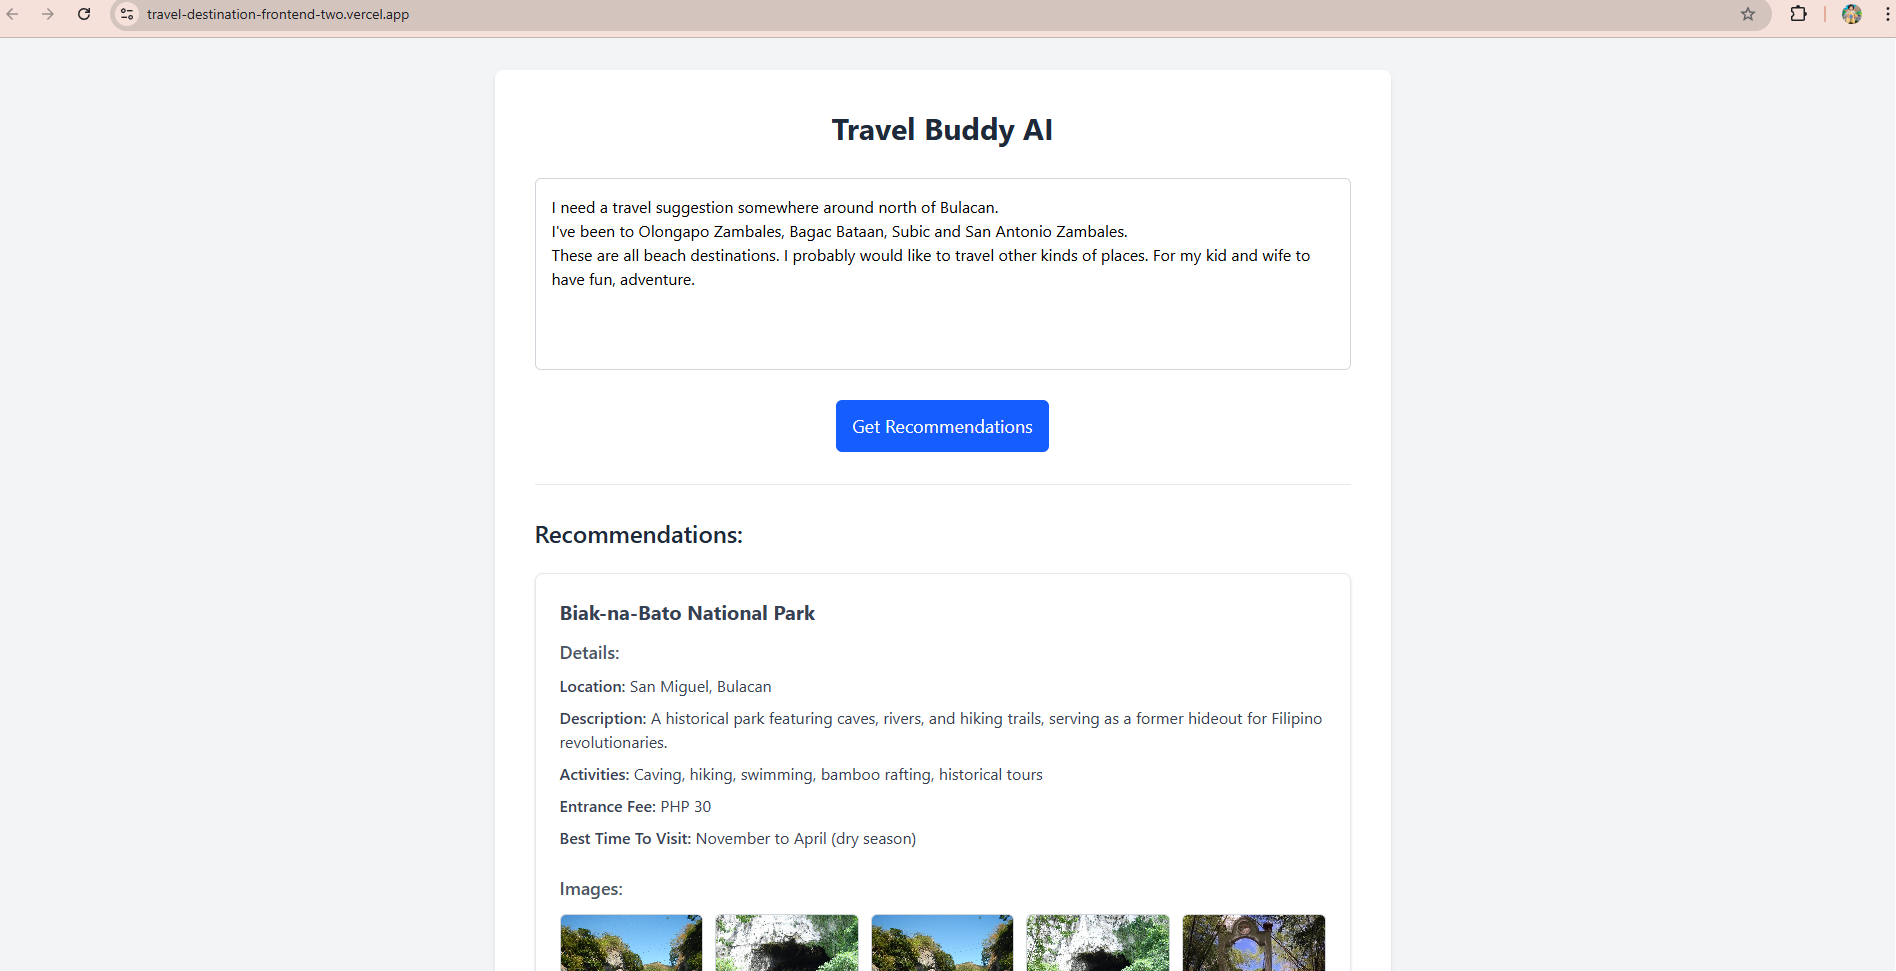 travel-destination-frontend-two.vercel.app
Travel Buddy AI
I need a travel suggestion somewhere around north of Bulacan.
I've been to Olongapo Zambales, Bagac Bataan, Subic and San Antonio Zambales.
These are all beach destinations. I probably would like to travel other kinds of places. For my kid and wife to
have fun, adventure.
Get Recommendations
Recommendations:
Biak-na-Bato National Park
Details:
Location: San Miguel, Bulacan
Description: A historical park featuring caves, rivers, and hiking trails, serving as a former hideout for Filipino
revolutionaries.
Activities: Caving, hiking, swimming, bamboo rafting, historical tours
Entrance Fee: PHP 30
Best Time To Visit: November to April (dry season)
Images: